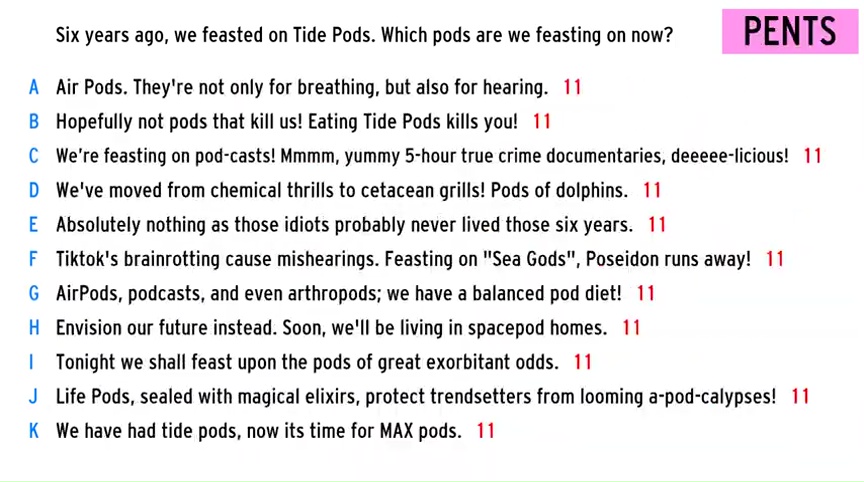 Six years ago, we feasted on Tide Pods. Which pods are we feasting on now?
PENTS
A Air Pods. They're not only for breathing, but also for hearing. 11
B Hopefully not pods that kill us! Eating Tide Pods kills you! 11
C We're feasting on pod-casts! Mmmm, yummy 5-hour true crime documentaries, deeeee-licious! 11
D We've moved from chemical thrills to cetacean grills! Pods of dolphins. 11
E Absolutely nothing as those idiots probably never lived those six years. 11
F Tiktok's brainrotting cause mishearings. Feasting on "Sea Gods", Poseidon runs away! 11
G AirPods, podcasts, and even arthropods; we have a balanced pod diet! 11
H Envision our future instead. Soon, we'll be living in spacepod homes. 11
I Tonight we shall feast upon the pods of great exorbitant odds. 11
J Life Pods, sealed with magical elixirs, protect trendsetters from looming a-pod-calypses! 11
K We have had tide pods, now its time for MAX pods. 11